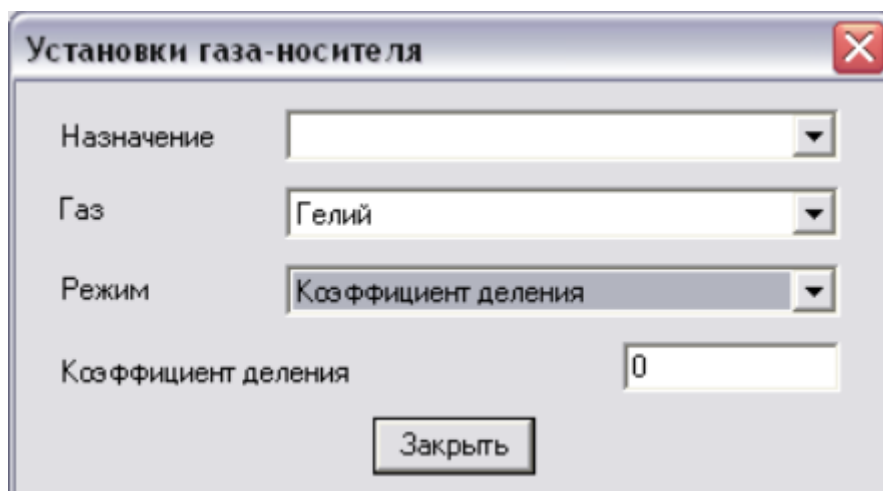 Установки газа-носителя
Назначение
Газ Гелий
Режим Коэффициент деления
Коэффициент деления 0
Закрыть